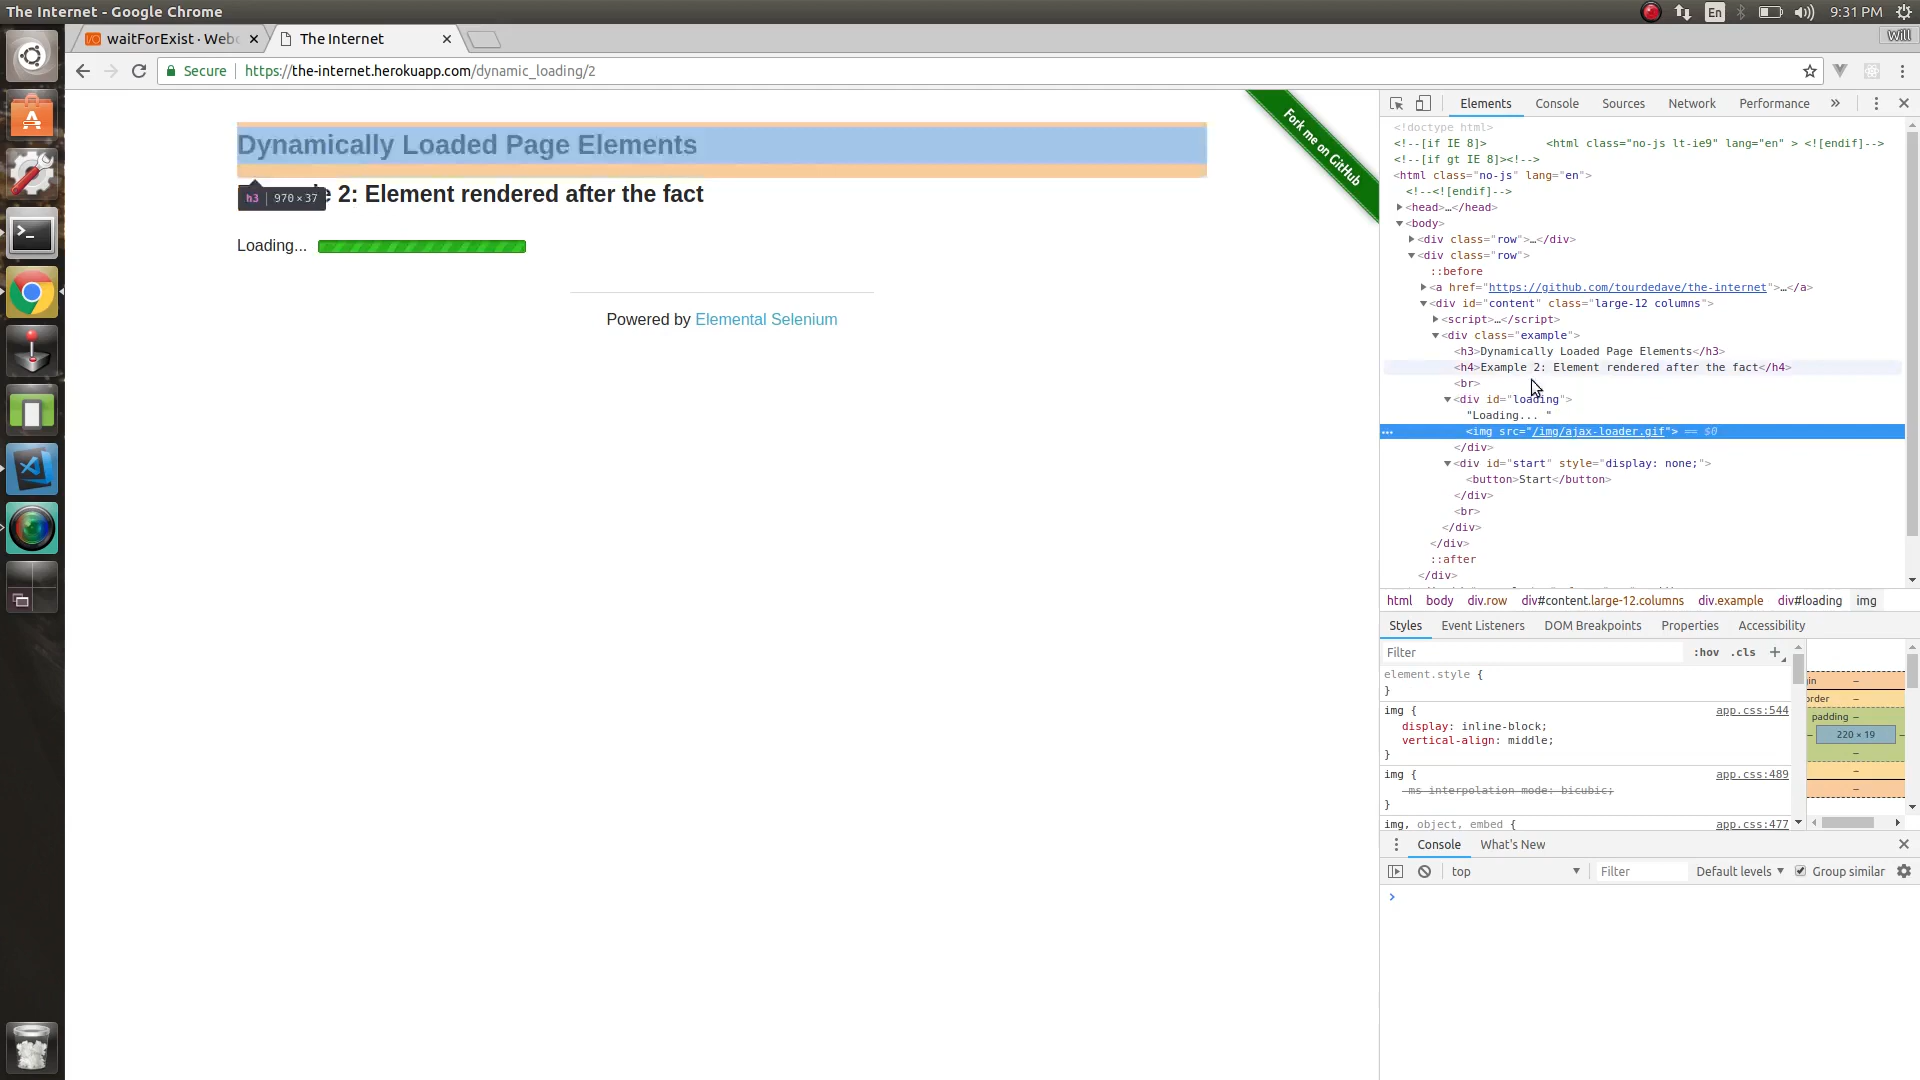 The Internet - Google Chrome
En
9:31 PM
waitForExist · Web
The Internet
Will
Secure
https://the-internet.herokuapp.com/dynamic_loading/2
Dynamically Loaded Page Elements
h3 970×37
2: Element rendered after the fact
Loading...
Powered by Elemental Selenium
Fork me on GitHub
Elements Console Sources Network Performance »
<!doctype html>
<!--[if IE 8]> <html class="no-js lt-ie9" lang="en" > <![endif]-->
<!--[if gt IE 8]><!-->
<html class="no-js" lang="en">
<!--<![endif]-->
<head>…</head>
<body>
<div class="row">…</div>
<div class="row">
::before
<a href="https://github.com/tourdedave/the-internet">…</a>
<div id="content" class="large-12 columns">
<script>…</script>
<div class="example">
<h3>Dynamically Loaded Page Elements</h3>
<h4>Example 2: Element rendered after the fact</h4>
<br>
<div id="loading">
"Loading... "
<img src="/img/ajax-loader.gif"> == $0
</div>
<div id="start" style="display: none;">
<button>Start</button>
</div>
<br>
</div>
</div>
::after
</div>
html body div.row div#content.large-12.columns div.example div#loading img
Styles Event Listeners DOM Breakpoints Properties Accessibility
Filter :hov .cls +
element.style {
}
img { app.css:544
display: inline-block;
vertical-align: middle;
}
img { app.css:489
-ms-interpolation-mode: bicubic;
}
img, object, embed { app.css:477
padding –
220 × 19
Console What's New
top Filter Default levels Group similar